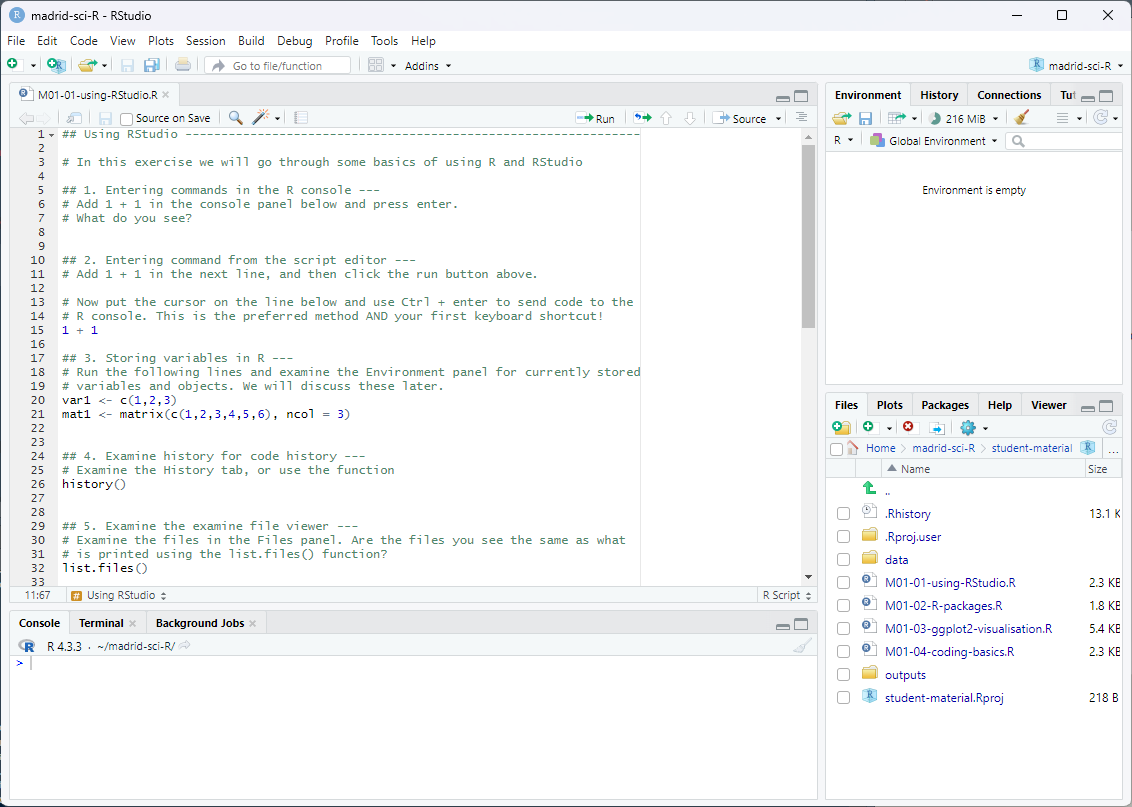 madrid-sci-R - RStudio
File Edit Code View Plots Session Build Debug Profile Tools Help
Go to file/function Addins madrid-sci-R
M01-01-using-RStudio.R
Source on Save Run Source
1 ## Using RStudio ---------------------------------------------------------------
2
3 # In this exercise we will go through some basics of using R and RStudio
4
5 ## 1. Entering commands in the R console ---
6 # Add 1 + 1 in the console panel below and press enter.
7 # What do you see?
8
9
10 ## 2. Entering command from the script editor ---
11 # Add 1 + 1 in the next line, and then click the run button above.
12
13 # Now put the cursor on the line below and use Ctrl + enter to send code to the
14 # R console. This is the preferred method AND your first keyboard shortcut!
15 1 + 1
16
17 ## 3. Storing variables in R ---
18 # Run the following lines and examine the Environment panel for currently stored
19 # variables and objects. We will discuss these later.
20 var1 <- c(1,2,3)
21 mat1 <- matrix(c(1,2,3,4,5,6), ncol = 3)
22
23
24 ## 4. Examine history for code history ---
25 # Examine the History tab, or use the function
26 history()
27
28
29 ## 5. Examine the examine file viewer ---
30 # Examine the files in the Files panel. Are the files you see the same as what
31 # is printed using the list.files() function?
32 list.files()
33
11:67 # Using RStudio R Script
Console Terminal Background Jobs
R R 4.3.3 · ~/madrid-sci-R/
>
Environment History Connections Tut
216 MiB
R Global Environment
Environment is empty
Files Plots Packages Help Viewer
Home madrid-sci-R student-material R ...
Name Size
..
.Rhistory 13.1 K
.Rproj.user
data
M01-01-using-RStudio.R 2.3 KB
M01-02-R-packages.R 1.8 KB
M01-03-ggplot2-visualisation.R 5.4 KB
M01-04-coding-basics.R 2.3 KB
outputs
student-material.Rproj 218 B